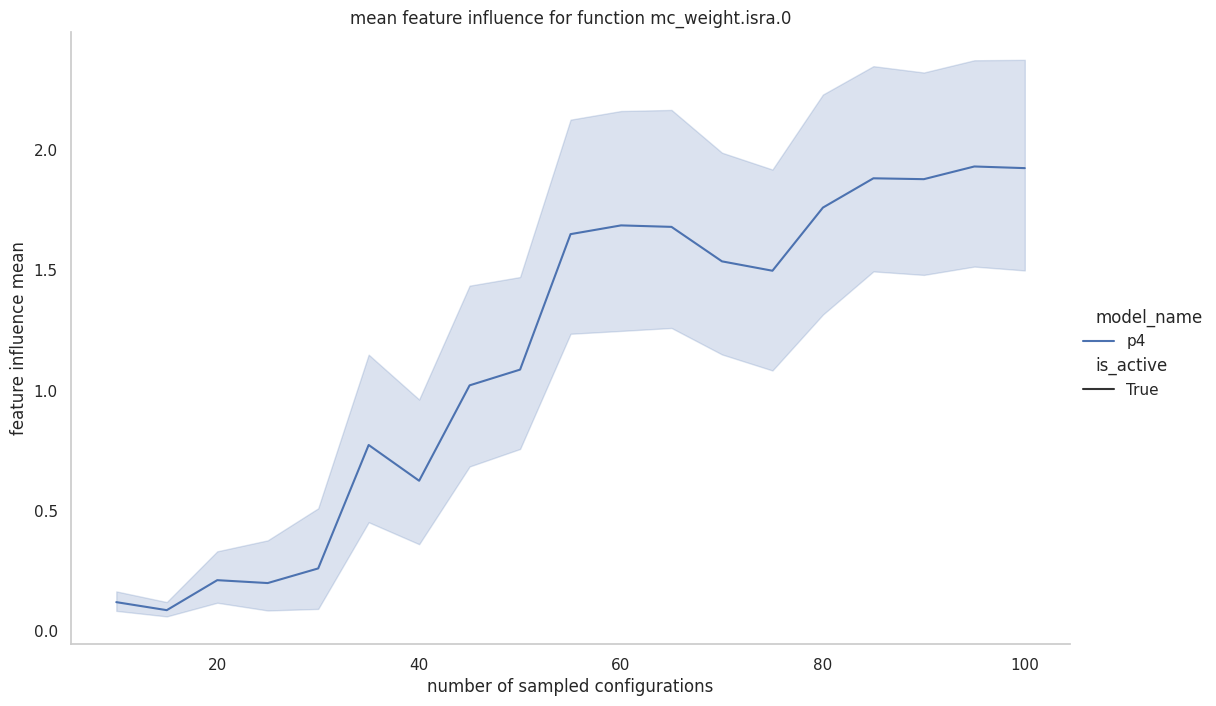 mean feature influence for function mc_weight.isra.0
feature influence mean
2.0
1.5
1.0
0.5
0.0
20
40
60
80
100
number of sampled configurations
model_name
p4
is_active
True